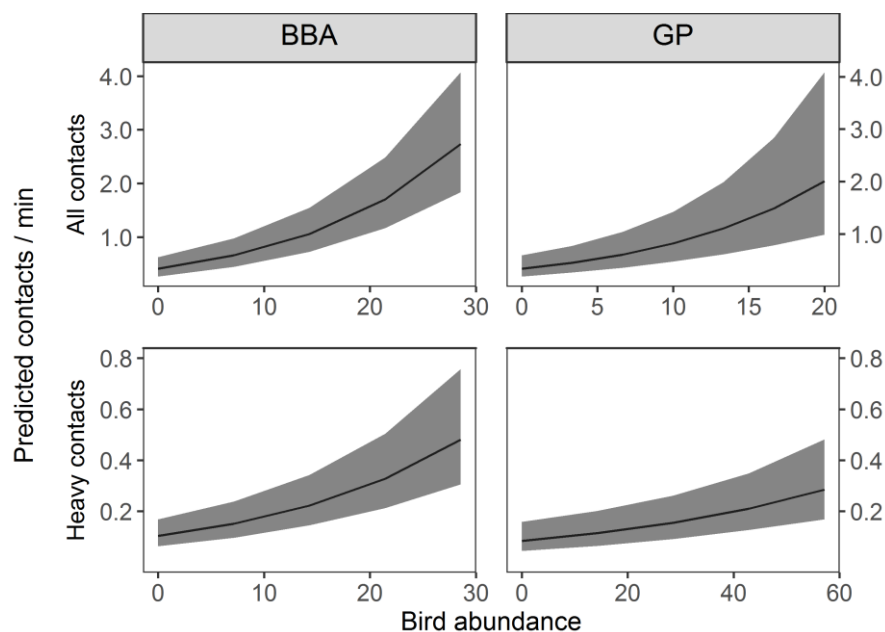 BBA GP
4.0 4.0
3.0 3.0
2.0 2.0
1.0 1.0
All contacts
0 10 20 30 0 5 10 15 20
Predicted contacts / min
0.8 0.8
0.6 0.6
0.4 0.4
0.2 0.2
Heavy contacts
0 10 20 30 0 20 40 60
Bird abundance